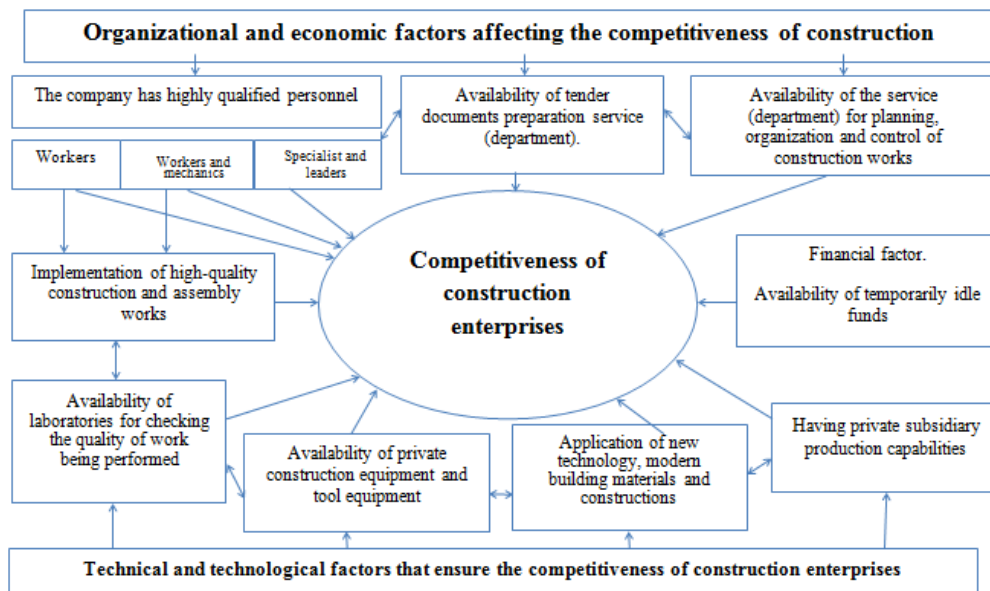 Organizational and economic factors affecting the competitiveness of construction
The company has highly qualified personnel
Availability of tender
documents preparation service
(department).
Availability of the service
(department) for planning,
organization and control of
construction works
Workers
Workers and
mechanics
Specialist and
leaders
Competitiveness of
construction
enterprises
Implementation of high-quality
construction and assembly
works
Financial factor.
Availability of temporarily idle
funds
Availability of
laboratories for checking
the quality of work
being performed
Availability of private
construction equipment and
tool equipment
Application of new
technology, modern
building materials and
constructions
Having private subsidiary
production capabilities
Technical and technological factors that ensure the competitiveness of construction enterprises